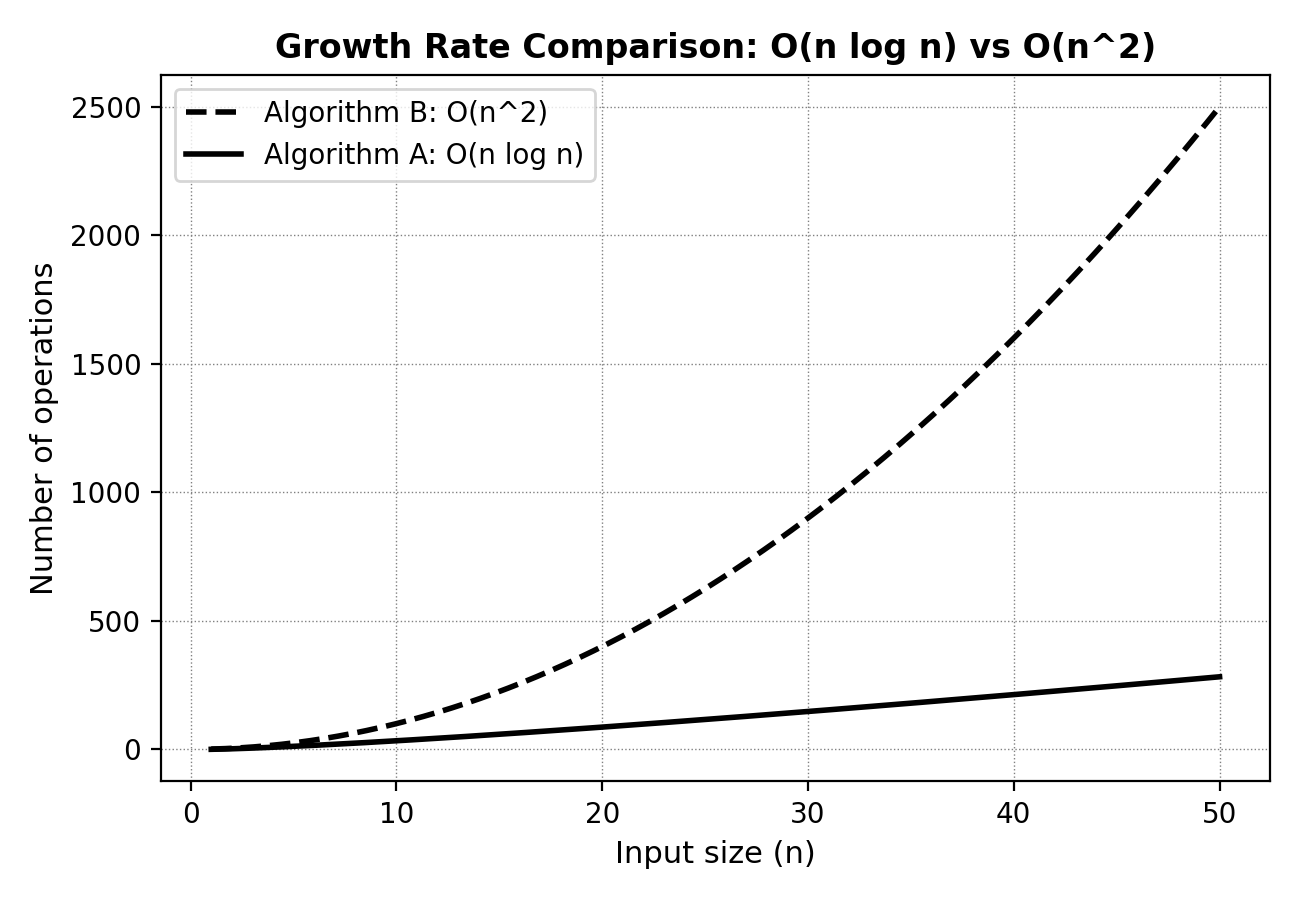 Growth Rate Comparison: O(n log n) vs O(n^2)
Algorithm B: O(n^2)
Algorithm A: O(n log n)
Number of operations
2500
2000
1500
1000
500
0
0 10 20 30 40 50
Input size (n)